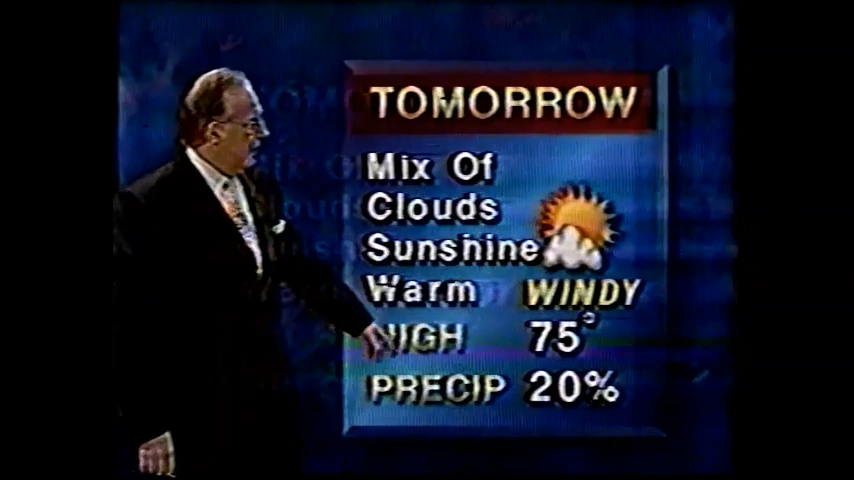 TOMORROW
Mix Of
Clouds
Sunshine
Warm WINDY
HIGH 75°
PRECIP 20%